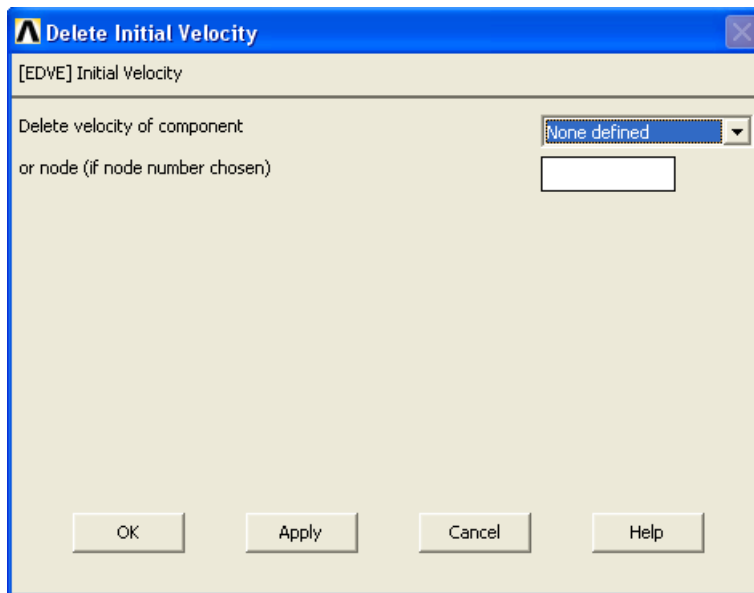 Delete Initial Velocity
[EDVE] Initial Velocity
Delete velocity of component None defined
or node (if node number chosen)
OK Apply Cancel Help